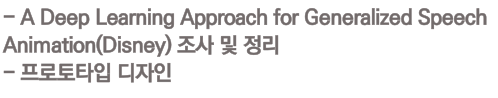 - A Deep Learning Approach for Generalized Speech
Animation(Disney) 조사 및 정리
- 프로토타입 디자인